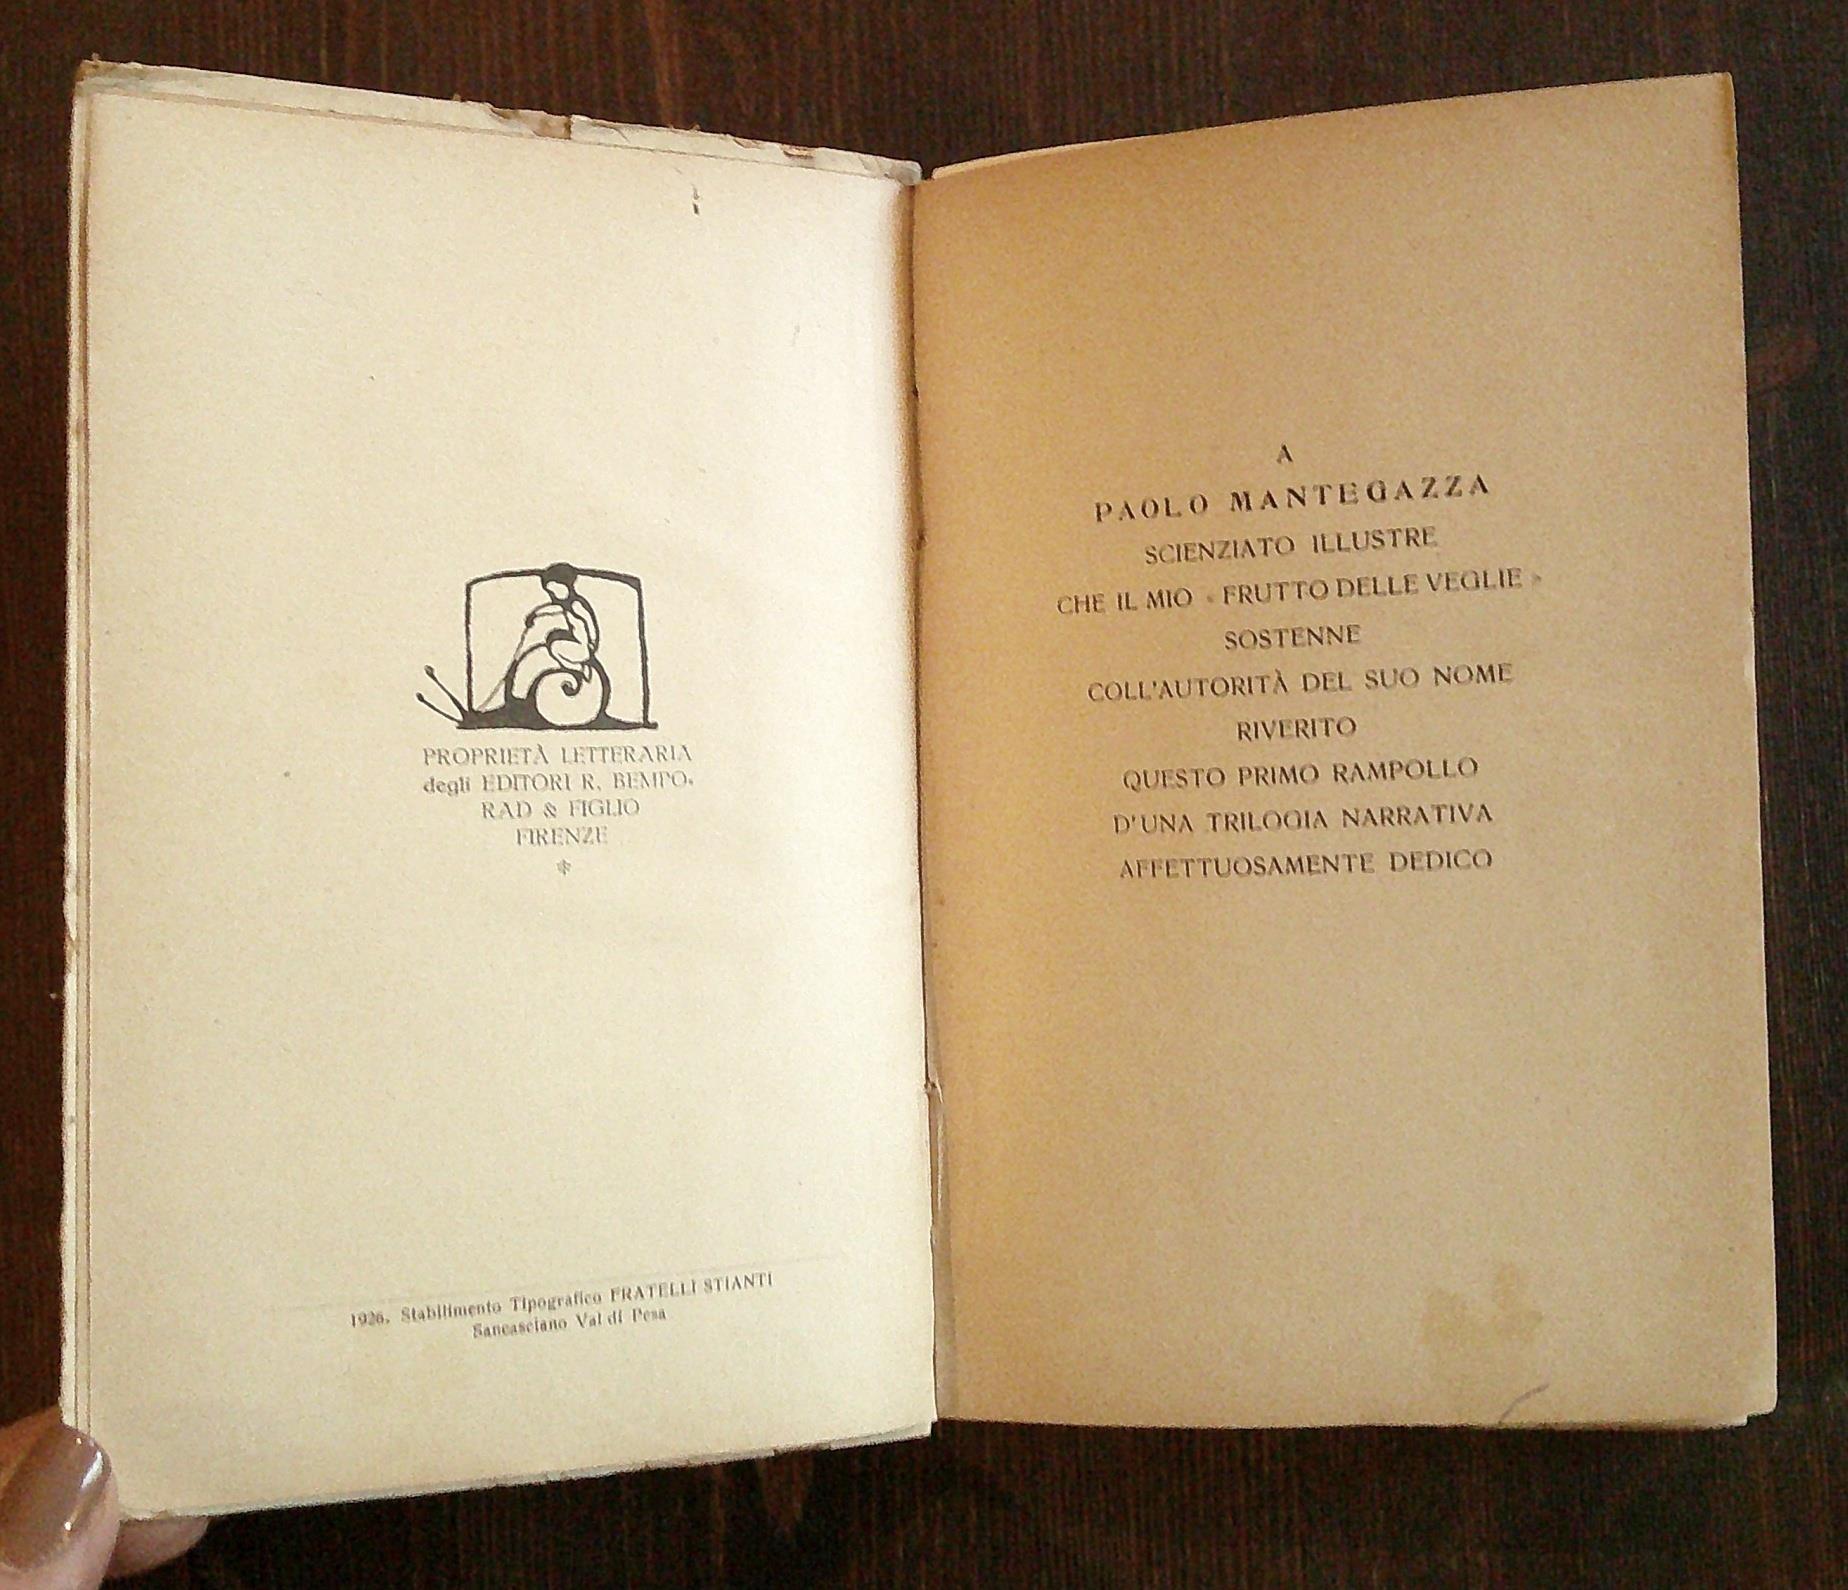 PROPRIETÀ LETTERARIA
degli EDITORI R. BEMPO-
RAD & FIGLIO
FIRENZE
1926. Stabilimento Tipografico FRATELLI STIANTI
Sancasciano Val di Pesa
A
PAOLO MANTEGAZZA
SCIENZIATO ILLUSTRE
CHE IL MIO « FRUTTO DELLE VEGLIE »
SOSTENNE
COLL'AUTORITÀ DEL SUO NOME
RIVERITO
QUESTO PRIMO RAMPOLLO
D'UNA TRILOGIA NARRATIVA
AFFETTUOSAMENTE DEDICO